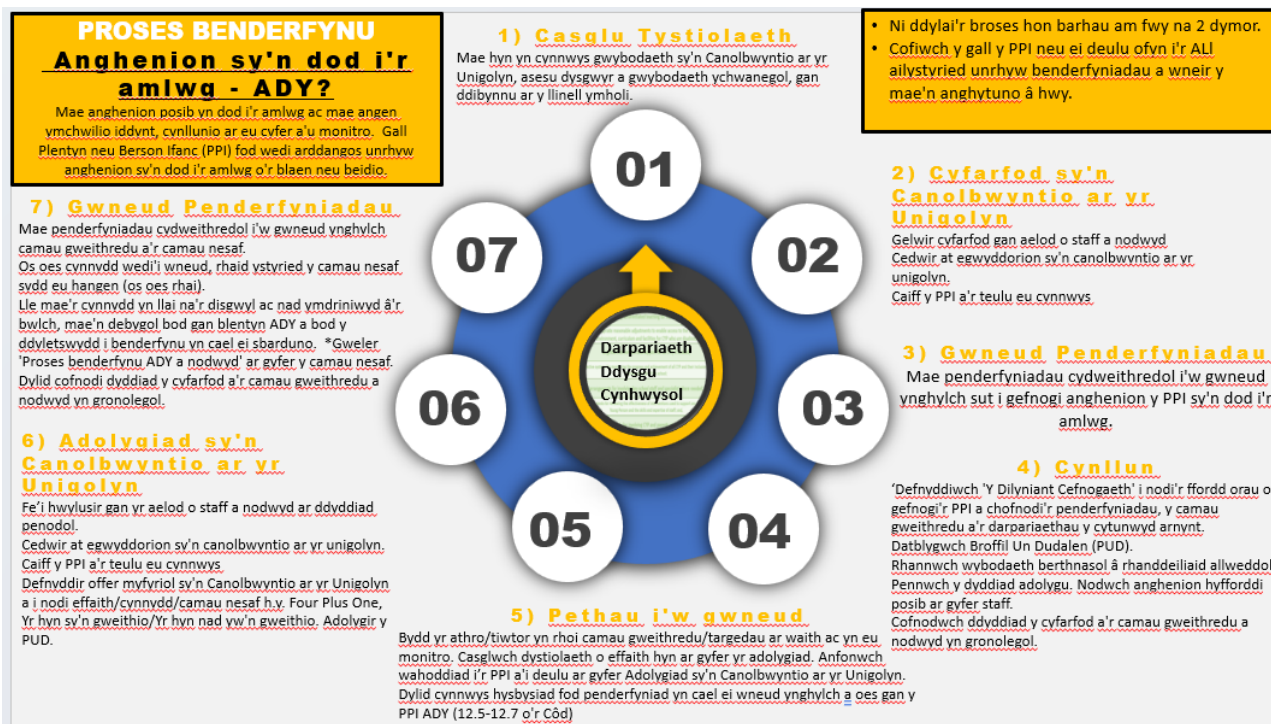 PROSES BENDERFYNU
Anghenion sy'n dod i'r
amlwg - ADY?
Mae anghenion posib yn dod i'r amlwg ac mae angen
ymchwilio iddynt, cynllunio ar eu cyfer a'u monitro.  Gall
Plentyn neu Berson Ifanc (PPI) fod wedi arddangos unrhyw
anghenion sy'n dod i'r amlwg o'r blaen neu beidio.
1) Casglu Tystiolaeth
Mae hyn yn cynnwys gwybodaeth sy'n Canolbwyntio ar yr
Unigolyn, asesu dysgwyr a gwybodaeth ychwanegol, gan
ddibynnu ar y llinell ymholi.
• Ni ddylai'r broses hon barhau am fwy na 2 dymor.
• Cofiwch y gall y PPI neu ei deulu ofyn i'r ALl
ailystyried unrhyw benderfyniadau a wneir y
mae'n anghytuno â hwy.
2) Cyfarfod sy'n
Canolbwyntio ar yr
Unigolyn
Gelwir cyfarfod gan aelod o staff a nodwyd
Cedwir at egwyddorion sy'n canolbwyntio ar yr
unigolyn.
Caiff y PPI a'r teulu eu cynnwys
3) Gwneud Penderfyniadau
Mae penderfyniadau cydweithredol i'w gwneud
ynghylch sut i gefnogi anghenion y PPI sy'n dod i'r
amlwg.
4) Cynllun
'Defnyddiwch 'Y Dilyniant Cefnogaeth' i nodi'r ffordd orau o
gefnogi'r PPI a chofnodi'r penderfyniadau, y camau
gweithredu a'r darpariaethau y cytunwyd arnynt.
Datblygwch Broffil Un Dudalen (PUD).
Rhannwch wybodaeth berthnasol â rhanddeiliaid allweddol
Pennwch y dyddiad adolygu. Nodwch anghenion hyfforddi
posib ar gyfer staff.
Cofnodwch ddyddiad y cyfarfod a'r camau gweithredu a
nodwyd yn gronolegol.
5) Pethau i'w gwneud
Bydd yr athro/tiwtor yn rhoi camau gweithredu/targedau ar waith ac yn eu
monitro. Casglwch dystiolaeth o effaith hyn ar gyfer yr adolygiad. Anfonwch
wahoddiad i'r PPI a'i deulu ar gyfer Adolygiad sy'n Canolbwyntio ar yr Unigolyn.
Dylid cynnwys hysbysiad fod penderfyniad yn cael ei wneud ynghylch a oes gan y
PPI ADY (12.5-12.7 o'r Côd)
6) Adolygiad sy'n
Canolbwyntio ar yr
Unigolyn
Fe'i hwylusir gan yr aelod o staff a nodwyd ar ddyddiad
penodol.
Cedwir at egwyddorion sy'n canolbwyntio ar yr unigolyn.
Caiff y PPI a'r teulu eu cynnwys
Defnyddir offer myfyriol sy'n Canolbwyntio ar yr Unigolyn
a i nodi effaith/cynnydd/camau nesaf h.y. Four Plus One,
Yr hyn sy'n gweithio/Yr hyn nad yw'n gweithio. Adolygir y
PUD.
7) Gwneud Penderfyniadau
Mae penderfyniadau cydweithredol i'w gwneud ynghylch
camau gweithredu a'r camau nesaf.
Os oes cynnydd wedi'i wneud, rhaid ystyried y camau nesaf
sydd eu hangen (os oes rhai).
Lle mae'r cynnydd yn llai na'r disgwyl ac nad ymdriniwyd â'r
bwlch, mae'n debygol bod gan blentyn ADY a bod y
ddyletswydd i benderfynu yn cael ei sbarduno.  *Gweler
'Proses benderfynu ADY a nodwyd' ar gyfer y camau nesaf.
Dylid cofnodi dyddiad y cyfarfod a'r camau gweithredu a
nodwyd yn gronolegol.
01
02
03
04
05
06
07
Darpariaeth
Ddysgu
Cynhwysol